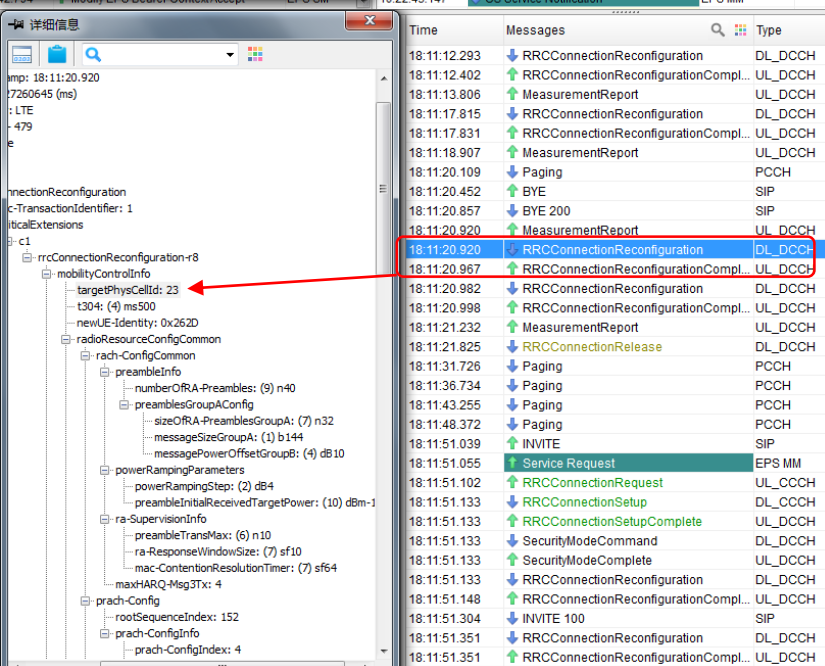 Modify EPS Bearer Context Accept EPS SM
详细信息
amp: 18:11:20.920
27260645 (ms)
: LTE
- 479
e
nnectionReconfiguration
c-TransactionIdentifier: 1
iticalExtensions
c1
rrcConnectionReconfiguration-r8
mobilityControlInfo
targetPhysCellId: 23
t304: (4) ms500
newUE-Identity: 0x262D
radioResourceConfigCommon
rach-ConfigCommon
preambleInfo
numberOfRA-Preambles: (9) n40
preamblesGroupAConfig
sizeOfRA-PreamblesGroupA: (7) n32
messageSizeGroupA: (1) b144
messagePowerOffsetGroupB: (4) dB10
powerRampingParameters
powerRampingStep: (2) dB4
preambleInitialReceivedTargetPower: (10) dBm-1
ra-SupervisionInfo
preambleTransMax: (6) n10
ra-ResponseWindowSize: (7) sf10
mac-ContentionResolutionTimer: (7) sf64
maxHARQ-Msg3Tx: 4
prach-Config
rootSequenceIndex: 152
prach-ConfigInfo
prach-ConfigIndex: 4
Service Notification EPS MM
Time Messages Type
18:11:12.293 RRCConnectionReconfiguration DL_DCCH
18:11:12.402 RRCConnectionReconfigurationCompl... UL_DCCH
18:11:13.806 MeasurementReport UL_DCCH
18:11:17.815 RRCConnectionReconfiguration DL_DCCH
18:11:17.831 RRCConnectionReconfigurationCompl... UL_DCCH
18:11:18.907 MeasurementReport UL_DCCH
18:11:20.109 Paging PCCH
18:11:20.452 BYE SIP
18:11:20.857 BYE 200 SIP
18:11:20.920 MeasurementReport UL_DCCH
18:11:20.920 RRCConnectionReconfiguration DL_DCCH
18:11:20.967 RRCConnectionReconfigurationCompl... UL_DCCH
18:11:20.982 RRCConnectionReconfiguration DL_DCCH
18:11:20.998 RRCConnectionReconfigurationCompl... UL_DCCH
18:11:21.232 MeasurementReport UL_DCCH
18:11:21.825 RRCConnectionRelease DL_DCCH
18:11:31.726 Paging PCCH
18:11:36.734 Paging PCCH
18:11:43.255 Paging PCCH
18:11:48.372 Paging PCCH
18:11:51.039 INVITE SIP
18:11:51.055 Service Request EPS MM
18:11:51.102 RRCConnectionRequest UL_CCCH
18:11:51.133 RRCConnectionSetup DL_CCCH
18:11:51.133 RRCConnectionSetupComplete UL_DCCH
18:11:51.133 SecurityModeCommand DL_DCCH
18:11:51.133 SecurityModeComplete UL_DCCH
18:11:51.133 RRCConnectionReconfiguration DL_DCCH
18:11:51.148 RRCConnectionReconfigurationCompl... UL_DCCH
18:11:51.304 INVITE 100 SIP
18:11:51.351 RRCConnectionReconfiguration DL_DCCH
18:11:51.351 RRCConnectionReconfigurationCompl... UL_DCCH